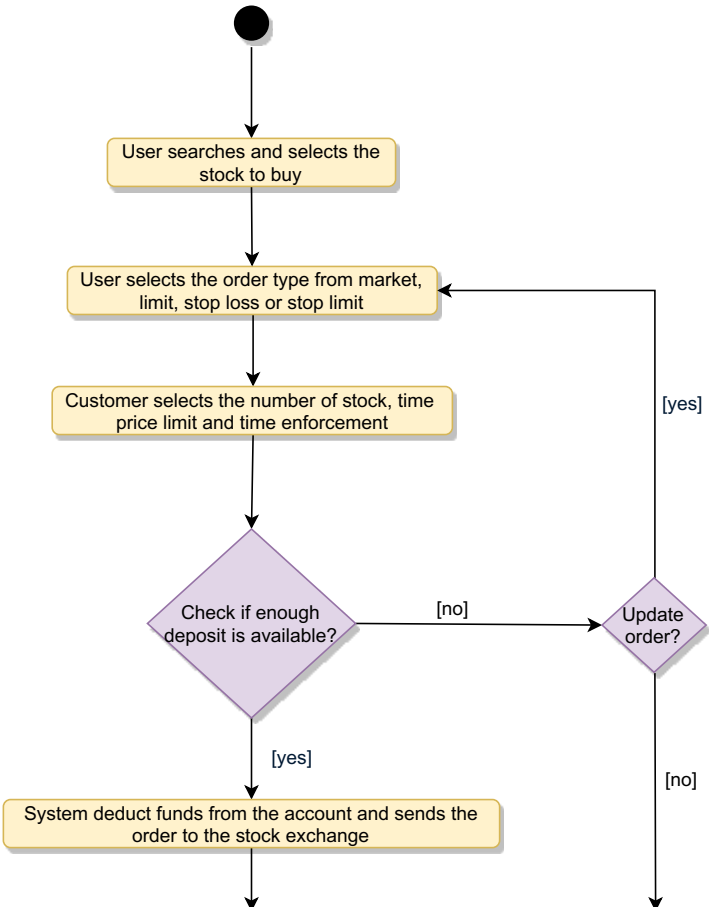 User searches and selects the
stock to buy
User selects the order type from market,
limit, stop loss or stop limit
Customer selects the number of stock, time
price limit and time enforcement
[yes]
Check if enough
deposit is available?
[no]
Update
order?
[yes]
[no]
System deduct funds from the account and sends the
order to the stock exchange